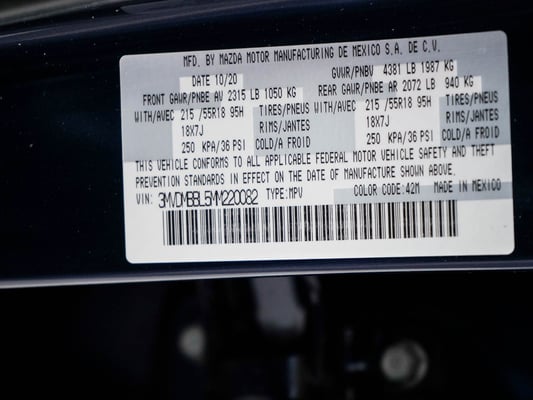 MFD. BY MAZDA MOTOR MANUFACTURING DE MEXICO S.A. DE C.V.
DATE 10/20 GVWR/PNBV 4381 LB 1987 KG
FRONT GAWR/PNBE AV 2315 LB 1050 KG REAR GAWR/PNBE AR 2072 LB 940 KG
WITH/AVEC 215 /55R18 95H TIRES/PNEUS WITH/AVEC 215 /55R18 95H TIRES/PNEUS
18X7J RIMS/JANTES 18X7J RIMS/JANTES
250 KPA/36 PSI COLD/A FROID 250 KPA/36 PSI COLD/A FROID
THIS VEHICLE CONFORMS TO ALL APPLICABLE FEDERAL MOTOR VEHICLE SAFETY AND THEFT
PREVENTION STANDARDS IN EFFECT ON THE DATE OF MANUFACTURE SHOWN ABOVE.
VIN: 3MVDMBBL5MM220082 TYPE:MPV COLOR CODE:42M MADE IN MEXICO